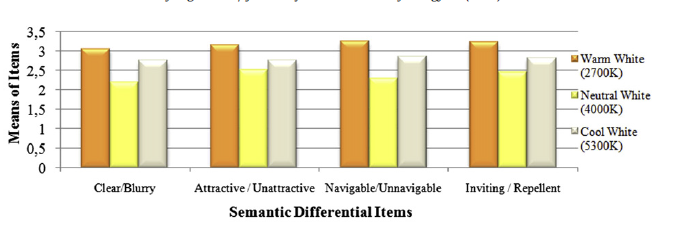 3,5
3
2,5
2
1,5
1
0,5
0
Means of Items
Clear/Blurry
Attractive / Unattractive
Navigable/Unnavigable
Inviting / Repellent
Semantic Differential Items
Warm White
(2700K)
Neutral White
(4000K)
Cool White
(5300K)